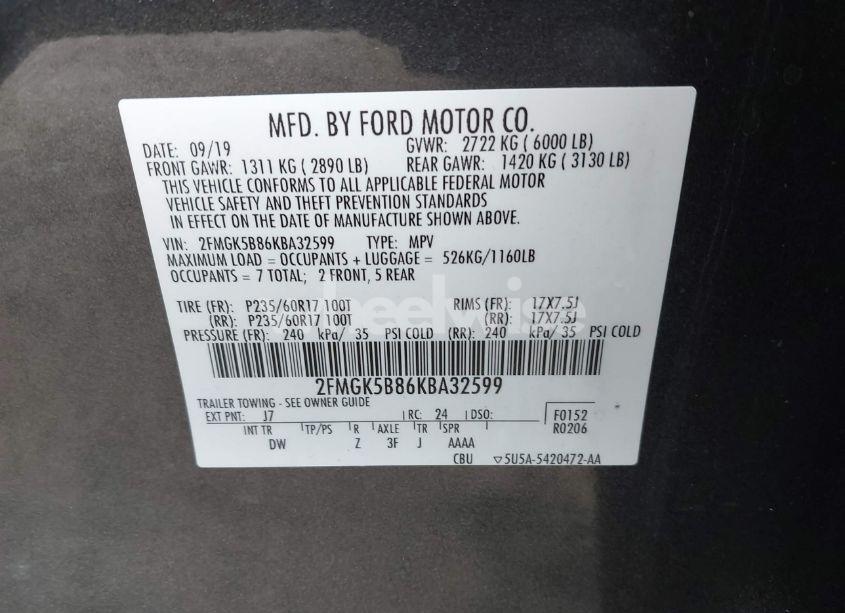 MFD. BY FORD MOTOR CO.
DATE: 09/19 GVWR: 2722 KG ( 6000 LB)
FRONT GAWR: 1311 KG ( 2890 LB) REAR GAWR: 1420 KG ( 3130 LB)
THIS VEHICLE CONFORMS TO ALL APPLICABLE FEDERAL MOTOR
VEHICLE SAFETY AND THEFT PREVENTION STANDARDS
IN EFFECT ON THE DATE OF MANUFACTURE SHOWN ABOVE.
VIN: 2FMGK5B86KBA32599 TYPE: MPV
MAXIMUM LOAD = OCCUPANTS + LUGGAGE = 526KG/1160LB
OCCUPANTS = 7 TOTAL; 2 FRONT, 5 REAR
TIRE (FR): P235/60R17 100T RIMS (FR): 17X7.5J
(RR): P235/60R17 100T (RR): 17X7.5J
PRESSURE (FR): 240 kPa/ 35 PSI COLD (RR): 240 kPa/ 35 PSI COLD
2FMGK5B86KBA32599
TRAILER TOWING - SEE OWNER GUIDE
EXT PNT: J7 RC: 24 DSO: F0152
INT TR TP/PS R AXLE TR SPR R0206
DW Z 3F J AAAA
CBU ▽5U5A-5420472-AA